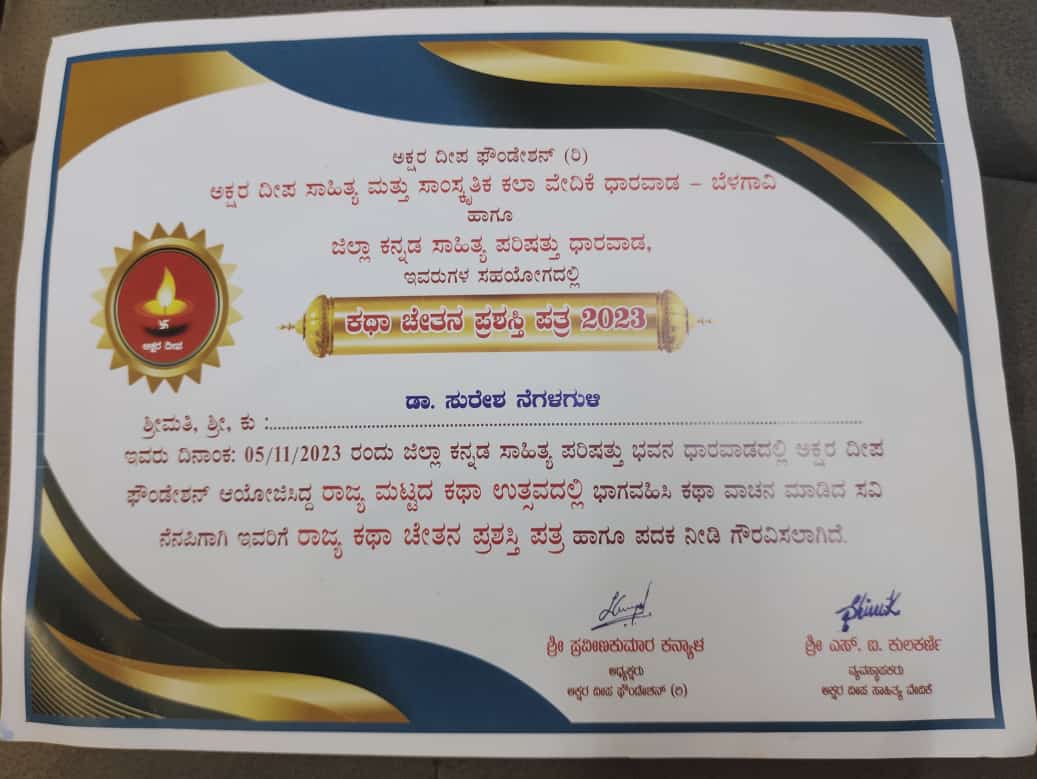 ಅಕ್ಷರ ದೀಪ ಫೌಂಡೇಶನ್ (ರಿ)
ಅಕ್ಷರ ದೀಪ ಸಾಹಿತ್ಯ ಮತ್ತು ಸಾಂಸ್ಕೃತಿಕ ಕಲಾ ವೇದಿಕೆ ಧಾರವಾಡ – ಬೆಳಗಾವಿ
ಹಾಗೂ
ಜಿಲ್ಲಾ ಕನ್ನಡ ಸಾಹಿತ್ಯ ಪರಿಷತ್ತು ಧಾರವಾಡ,
ಇವರುಗಳ ಸಹಯೋಗದಲ್ಲಿ
ಕಥಾ ಚೇತನ ಪ್ರಶಸ್ತಿ ಪತ್ರ 2023
ಅಕ್ಷರ ದೀಪ
ಡಾ. ಸುರೇಶ ನೆಗಳಗುಳಿ
ಶ್ರೀಮತಿ, ಶ್ರೀ, ಕು :
ಇವರು ದಿನಾಂಕ: 05/11/2023 ರಂದು ಜಿಲ್ಲಾ ಕನ್ನಡ ಸಾಹಿತ್ಯ ಪರಿಷತ್ತು ಭವನ ಧಾರವಾಡದಲ್ಲಿ ಅಕ್ಷರ ದೀಪ
ಫೌಂಡೇಶನ್ ಆಯೋಜಿಸಿದ್ದ ರಾಜ್ಯ ಮಟ್ಟದ ಕಥಾ ಉತ್ಸವದಲ್ಲಿ ಭಾಗವಹಿಸಿ ಕಥಾ ವಾಚನ ಮಾಡಿದ ಸವಿ
ನೆನಪಿಗಾಗಿ ಇವರಿಗೆ ರಾಜ್ಯ ಕಥಾ ಚೇತನ ಪ್ರಶಸ್ತಿ ಪತ್ರ ಹಾಗೂ ಪದಕ ನೀಡಿ ಗೌರವಿಸಲಾಗಿದೆ.
ಶ್ರೀ ಪ್ರವೀಣಕುಮಾರ ಕನ್ಯಾಳ
ಅಧ್ಯಕ್ಷರು
ಅಕ್ಷರ ದೀಪ ಫೌಂಡೇಶನ್ (ರಿ)
ಶ್ರೀ ಎಸ್. ಐ. ಕುಲಕರ್ಣಿ
ವ್ಯವಸ್ಥಾಪಕರು
ಅಕ್ಷರ ದೀಪ ಸಾಹಿತ್ಯ ವೇದಿಕೆ